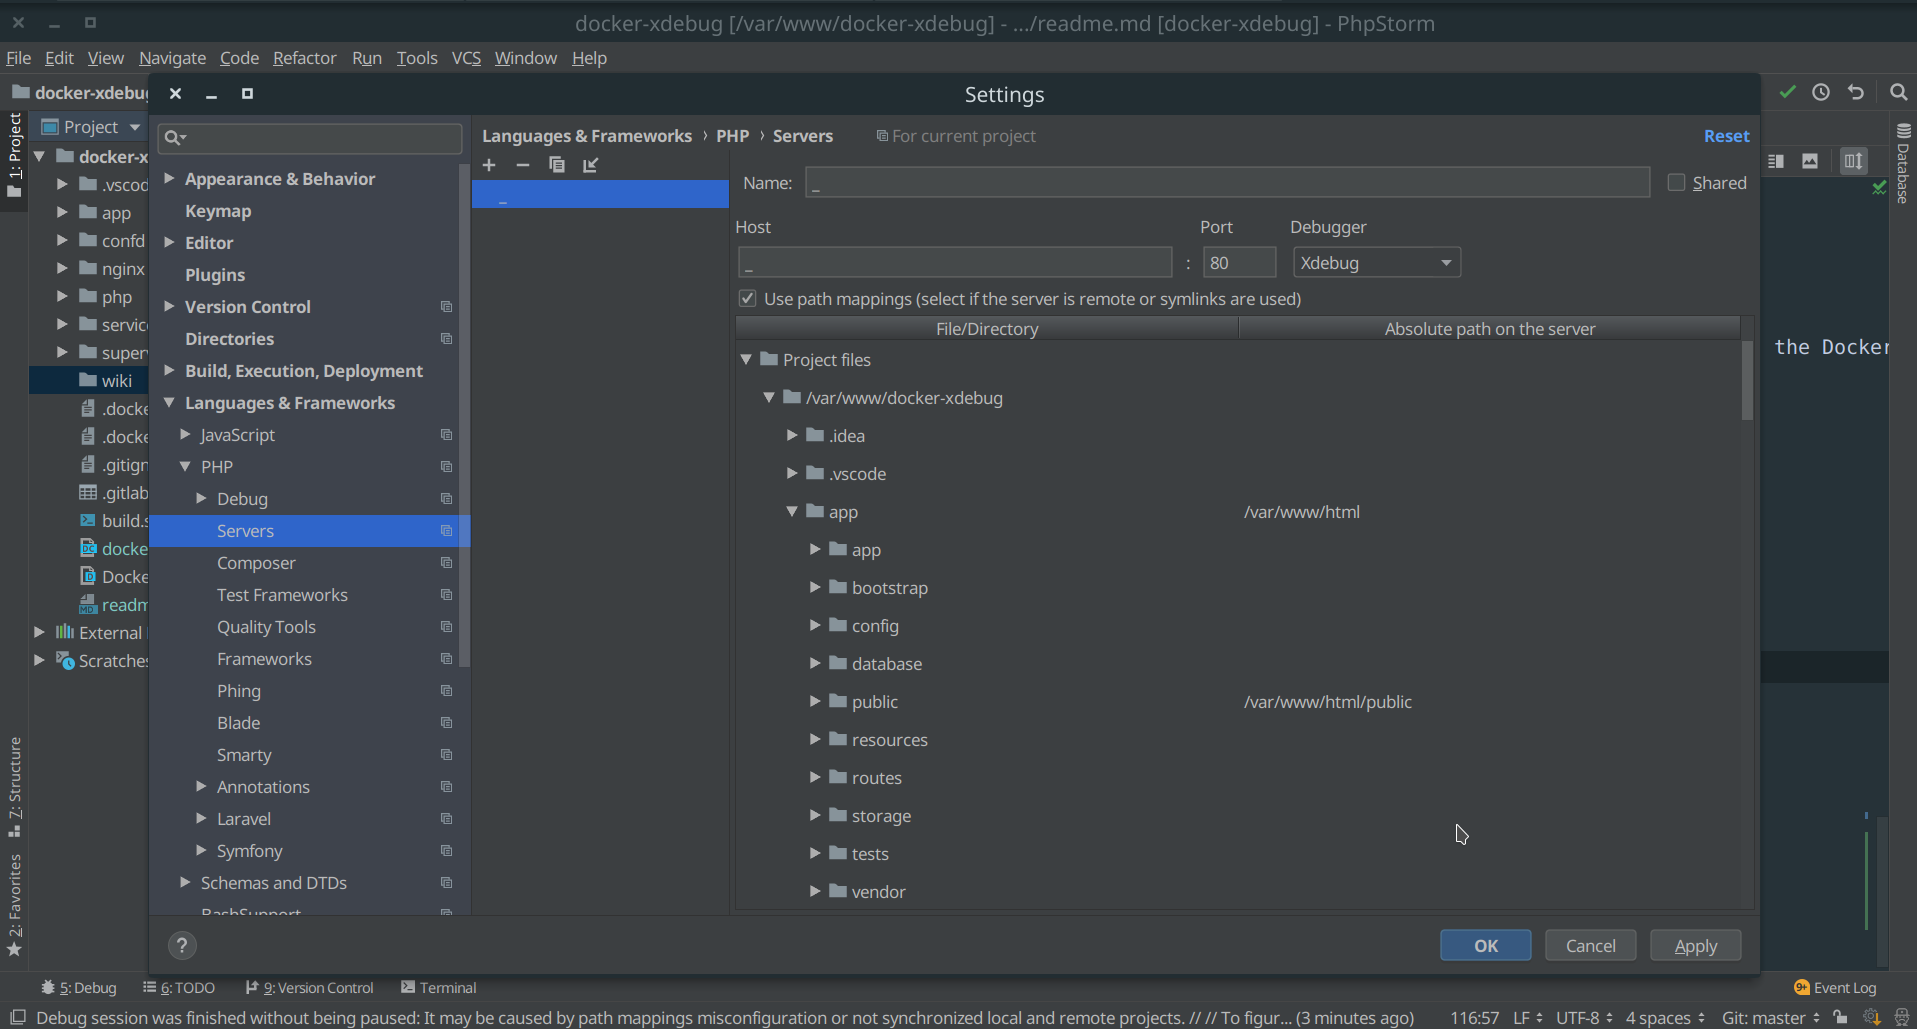 docker-xdebug [/var/www/docker-xdebug] - .../readme.md [docker-xdebug] - PhpStorm
File Edit View Navigate Code Refactor Run Tools VCS Window Help
docker-xdebug
Settings
1: Project
Project
docker-x
.vscod
app
confd
nginx
php
servic
super
wiki
.docke
.docke
.gitign
.gitlab
build.s
docke
Docke
readm
External
Scratches
7: Structure
2: Favorites
Appearance & Behavior
Keymap
Editor
Plugins
Version Control
Directories
Build, Execution, Deployment
Languages & Frameworks
JavaScript
PHP
Debug
Servers
Composer
Test Frameworks
Quality Tools
Frameworks
Phing
Blade
Smarty
Annotations
Laravel
Symfony
Schemas and DTDs
BashSupport
Languages & Frameworks › PHP › Servers For current project Reset
_
Name: _ Shared
Host Port Debugger
_ : 80 Xdebug
Use path mappings (select if the server is remote or symlinks are used)
File/Directory Absolute path on the server
Project files
/var/www/docker-xdebug
.idea
.vscode
app /var/www/html
app
bootstrap
config
database
public /var/www/html/public
resources
routes
storage
tests
vendor
? OK Cancel Apply
Database
the Docker
5: Debug 6: TODO 9: Version Control Terminal 9+ Event Log
Debug session was finished without being paused: It may be caused by path mappings misconfiguration or not synchronized local and remote projects. // // To figur... (3 minutes ago) 116:57 LF UTF-8 4 spaces Git: master